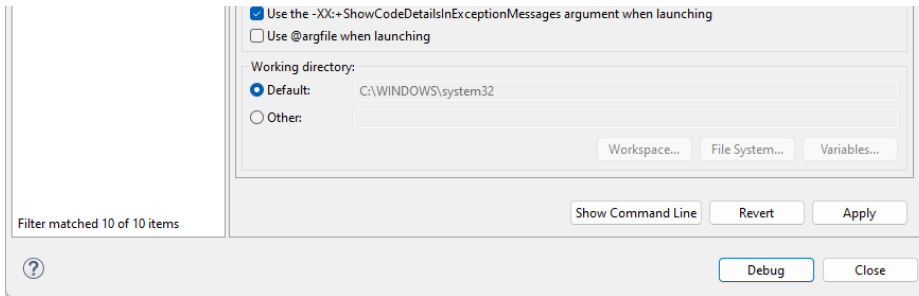 Use the -XX:+ShowCodeDetailsInExceptionMessages argument when launching
Use @argfile when launching
Working directory:
Default: C:\WINDOWS\system32
Other:
Workspace... File System... Variables...
Filter matched 10 of 10 items
Show Command Line Revert Apply
? Debug Close